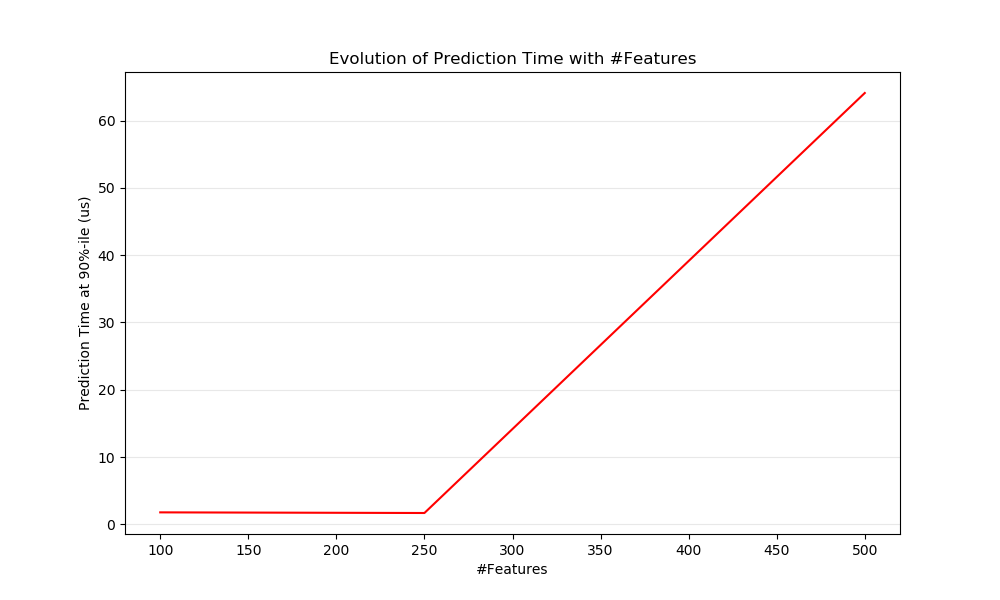 Evolution of Prediction Time with #Features
Prediction Time at 90%-ile (us)
60
50
40
30
20
10
0
100 150 200 250 300 350 400 450 500
#Features